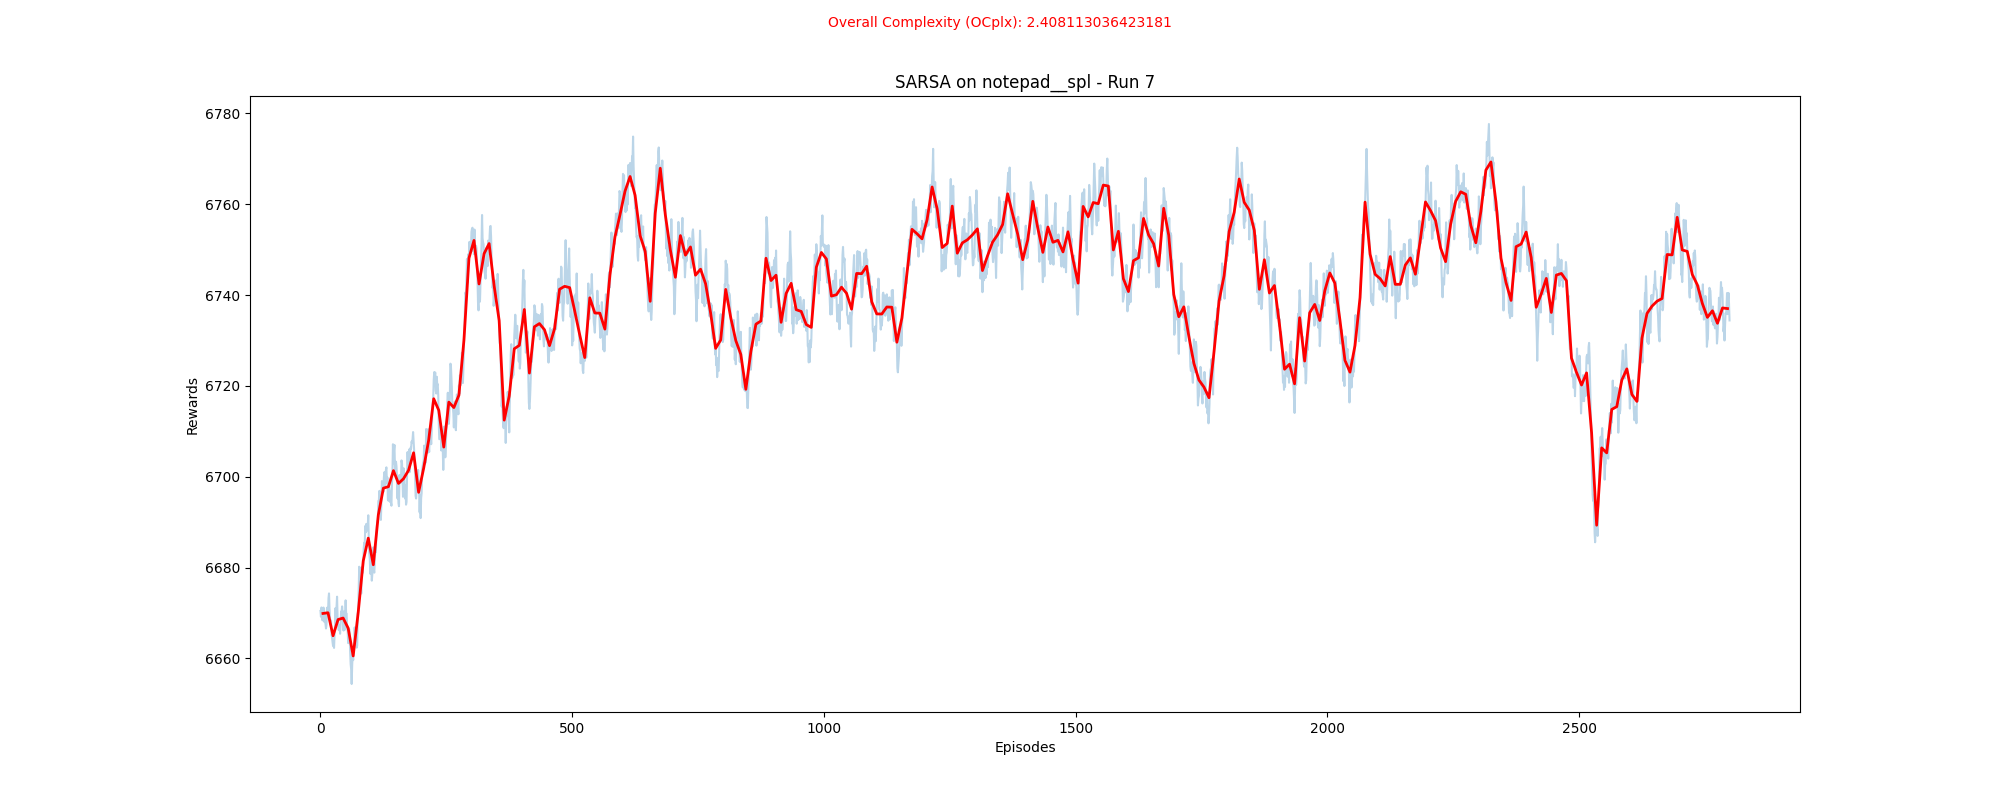 Overall Complexity (OCplx): 2.408113036423181
SARSA on notepad__spl - Run 7
6780
6760
6740
6720
6700
6680
6660
Rewards
0 500 1000 1500 2000 2500
Episodes